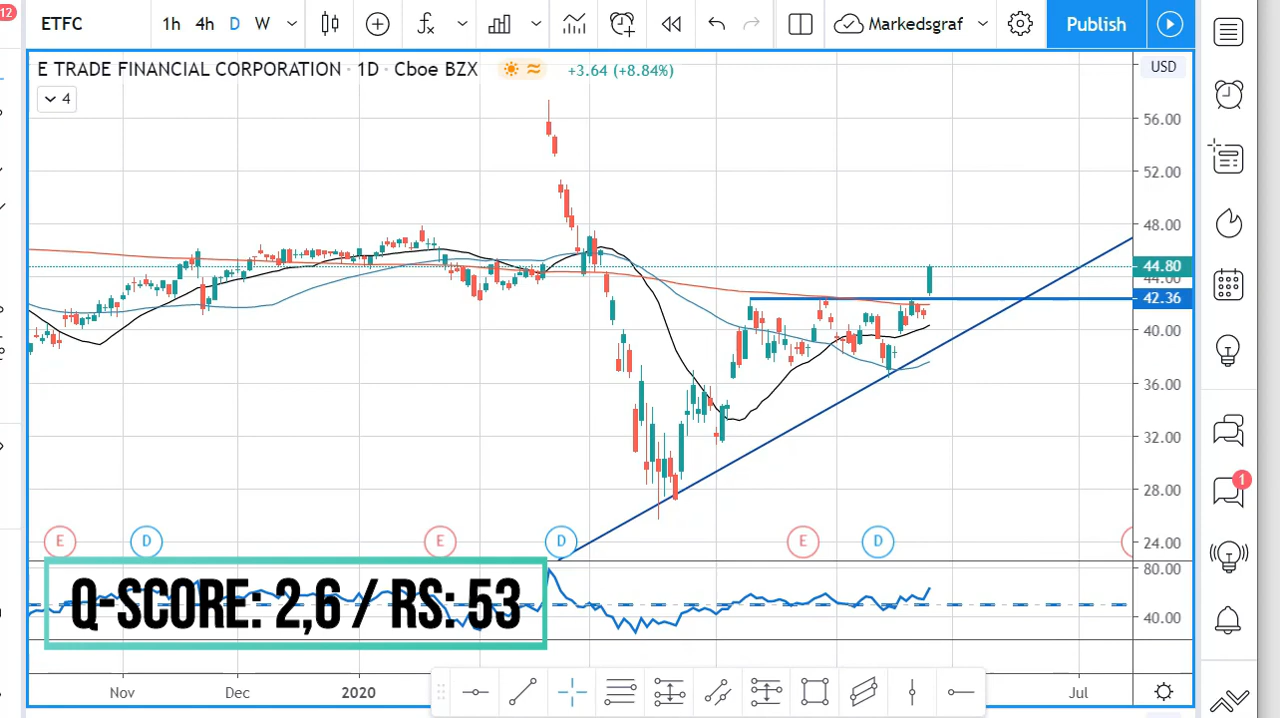 12
ETFC
1h 4h D W
Markedsgraf
Publish
E TRADE FINANCIAL CORPORATION · 1D · Cboe BZX
+3.64 (+8.84%)
USD
4
56.00
52.00
48.00
44.80
44.00
42.36
40.00
36.00
32.00
28.00
24.00
E D E D E D
1
80.00
40.00
Q-SCORE: 2,6 / RS: 53
Nov Dec 2020 Jul